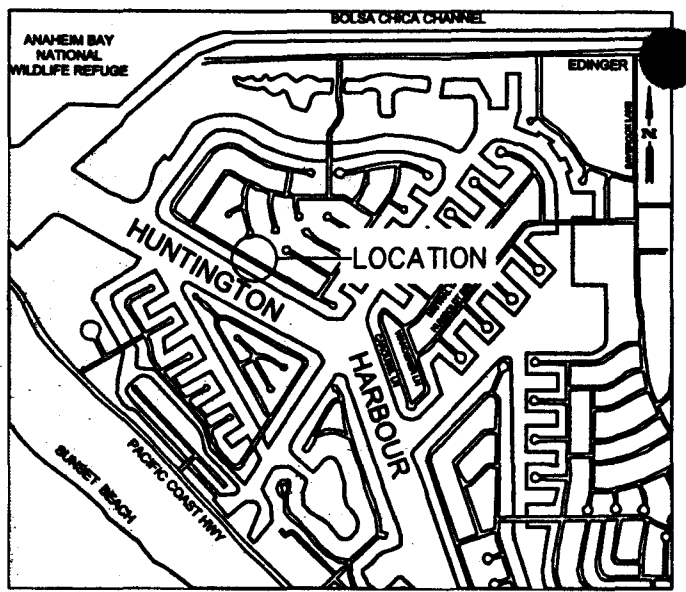 BOLSA CHICA CHANNEL
ANAHEIM BAY
NATIONAL
WILDLIFE REFUGE
EDINGER
N
HUNTINGTON
LOCATION
HARBOUR
SUNSET BEACH
PACIFIC COAST HWY